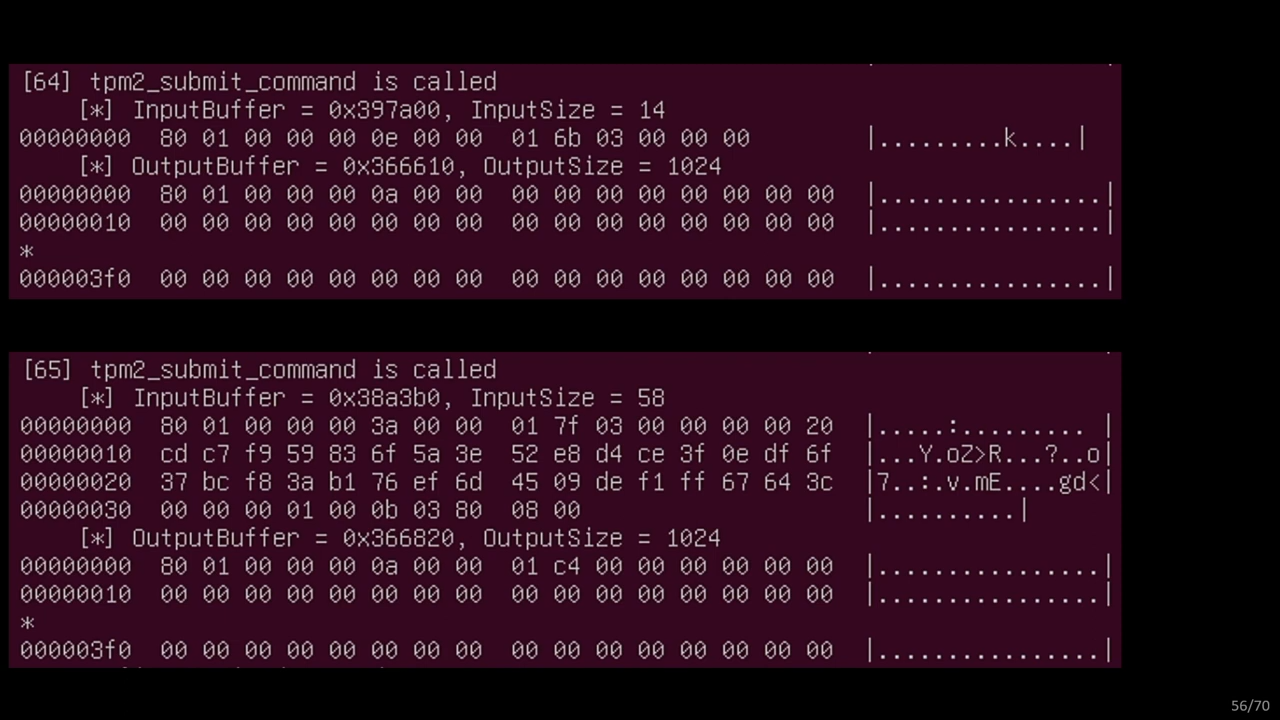 [64] tpm2_submit_command is called
[*] InputBuffer = 0x397a00, InputSize = 14
00000000 80 01 00 00 00 0e 00 00 01 6b 03 00 00 00 |.........k....|
[*] OutputBuffer = 0x366610, OutputSize = 1024
00000000 80 01 00 00 00 0a 00 00 00 00 00 00 00 00 00 00 |................|
00000010 00 00 00 00 00 00 00 00 00 00 00 00 00 00 00 00 |................|
*
000003f0 00 00 00 00 00 00 00 00 00 00 00 00 00 00 00 00 |................|
[65] tpm2_submit_command is called
[*] InputBuffer = 0x38a3b0, InputSize = 58
00000000 80 01 00 00 00 3a 00 00 01 7f 03 00 00 00 00 20 |.....:......... |
00000010 cd c7 f9 59 83 6f 5a 3e 52 e8 d4 ce 3f 0e df 6f |...Y.oZ>R...?..o|
00000020 37 bc f8 3a b1 76 ef 6d 45 09 de f1 ff 67 64 3c |7..:.v.mE....gd<|
00000030 00 00 00 01 00 0b 03 80 08 00 |..........|
[*] OutputBuffer = 0x366820, OutputSize = 1024
00000000 80 01 00 00 00 0a 00 00 01 c4 00 00 00 00 00 00 |................|
00000010 00 00 00 00 00 00 00 00 00 00 00 00 00 00 00 00 |................|
*
000003f0 00 00 00 00 00 00 00 00 00 00 00 00 00 00 00 00 |................|
56/70